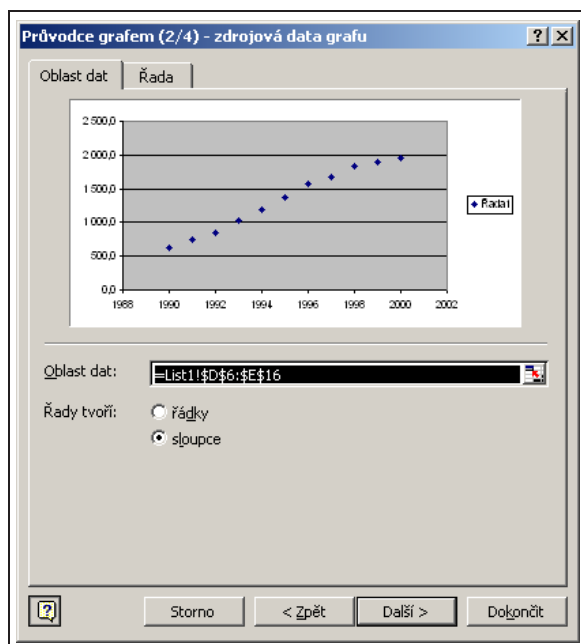 Průvodce grafem (2/4) - zdrojová data grafu
Oblast dat
Řada
2 500,0
2 000,0
1 500,0
1 000,0
500,0
0,0
1988 1990 1992 1994 1996 1998 2000 2002
Řada1
Oblast dat:
=List1!$D$6:$E$16
Řady tvoří:
řádky
sloupce
Storno
< Zpět
Další >
Dokončit